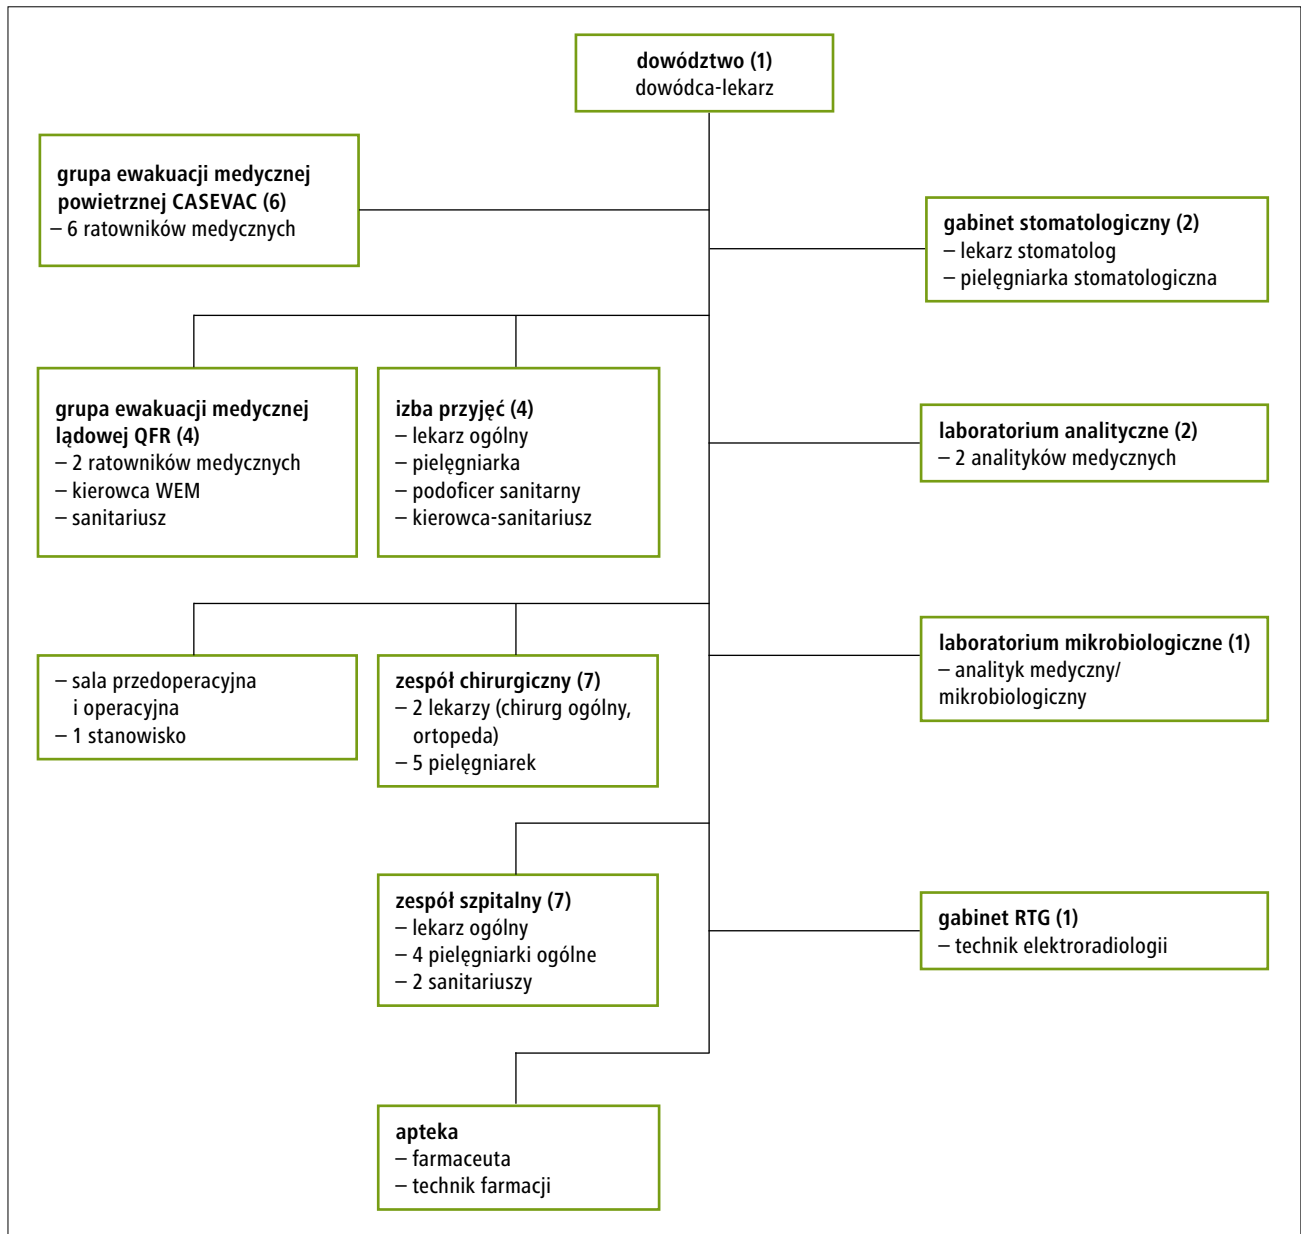 dowództwo (1)
dowódca-lekarz
grupa ewakuacji medycznej
powietrznej CASEVAC (6)
– 6 ratowników medycznych
gabinet stomatologiczny (2)
– lekarz stomatolog
– pielęgniarka stomatologiczna
grupa ewakuacji medycznej
lądowej QFR (4)
– 2 ratowników medycznych
– kierowca WEM
– sanitariusz
izba przyjęć (4)
– lekarz ogólny
– pielęgniarka
– podoficer sanitarny
– kierowca-sanitariusz
laboratorium analityczne (2)
– 2 analityków medycznych
– sala przedoperacyjna
i operacyjna
– 1 stanowisko
zespół chirurgiczny (7)
– 2 lekarzy (chirurg ogólny,
ortopeda)
– 5 pielęgniarek
laboratorium mikrobiologiczne (1)
– analityk medyczny/
mikrobiologiczny
zespół szpitalny (7)
– lekarz ogólny
– 4 pielęgniarki ogólne
– 2 sanitariuszy
gabinet RTG (1)
– technik elektroradiologii
apteka
– farmaceuta
– technik farmacji